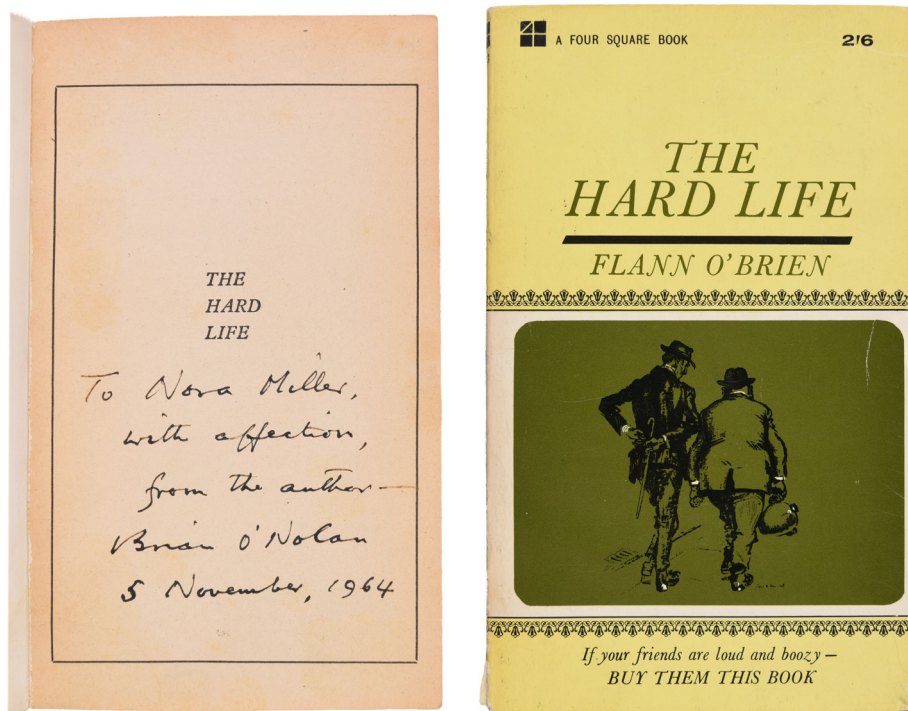 THE
HARD
LIFE
To Nora Miller,
with affection,
from the author—
Brian O'Nolan
5 November, 1964
A FOUR SQUARE BOOK
2/6
THE
HARD LIFE
FLANN O'BRIEN
If your friends are loud and boozy —
BUY THEM THIS BOOK